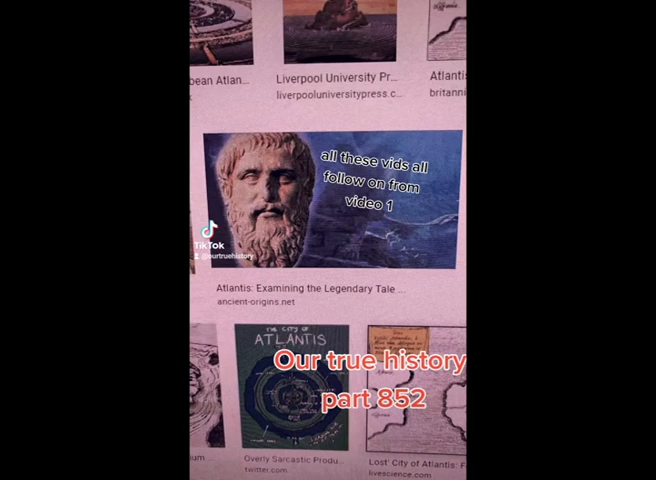 bean Atlan...
Liverpool University Pr...
liverpooluniversitypress.c...
Atlanti
britanni
all these vids all
follow on from
video 1
TikTok
@ourtruehistory
Atlantis: Examining the Legendary Tale ...
ancient-origins.net
THE CITY OF
ATLANTIS
Our true history
part 852
Overly Sarcastic Produ...
twitter.com
Lost' City of Atlantis: F
livescience.com